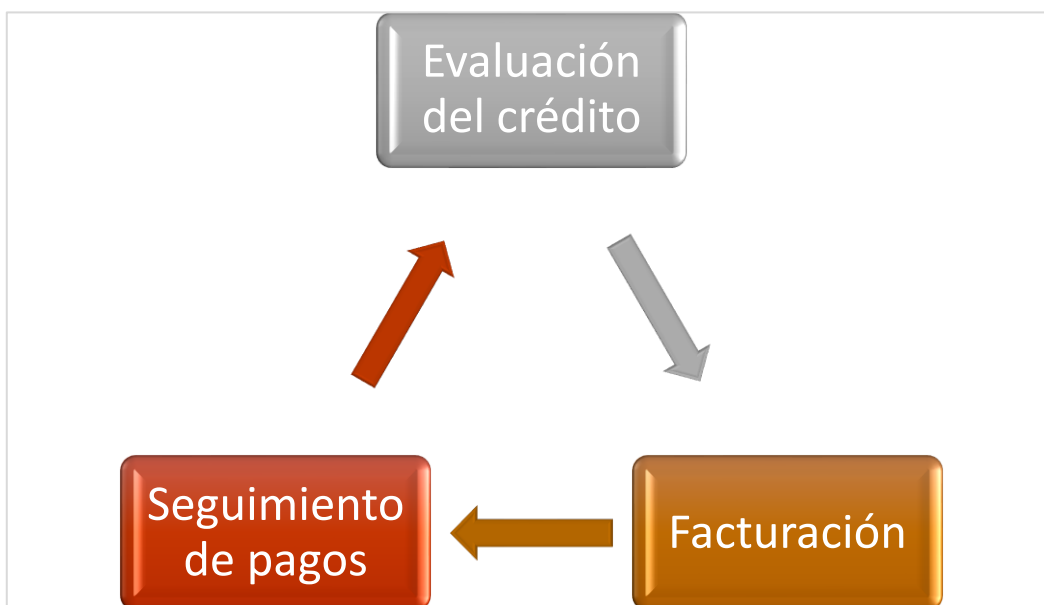 Evaluación
del crédito
Seguimiento
de pagos
Facturación